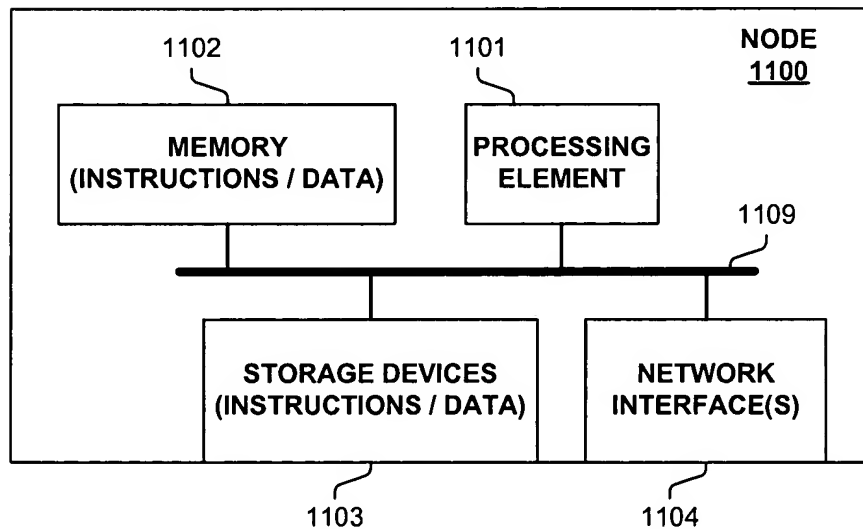 NODE
1100
1102
1101
MEMORY
(INSTRUCTIONS / DATA)
PROCESSING
ELEMENT
1109
STORAGE DEVICES
(INSTRUCTIONS / DATA)
NETWORK
INTERFACE(S)
1103
1104